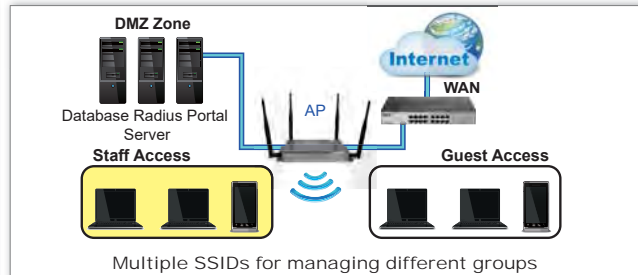 DMZ Zone
Database Radius Portal
Server
AP
Internet
WAN
Staff Access
Guest Access
Multiple SSIDs for managing different groups